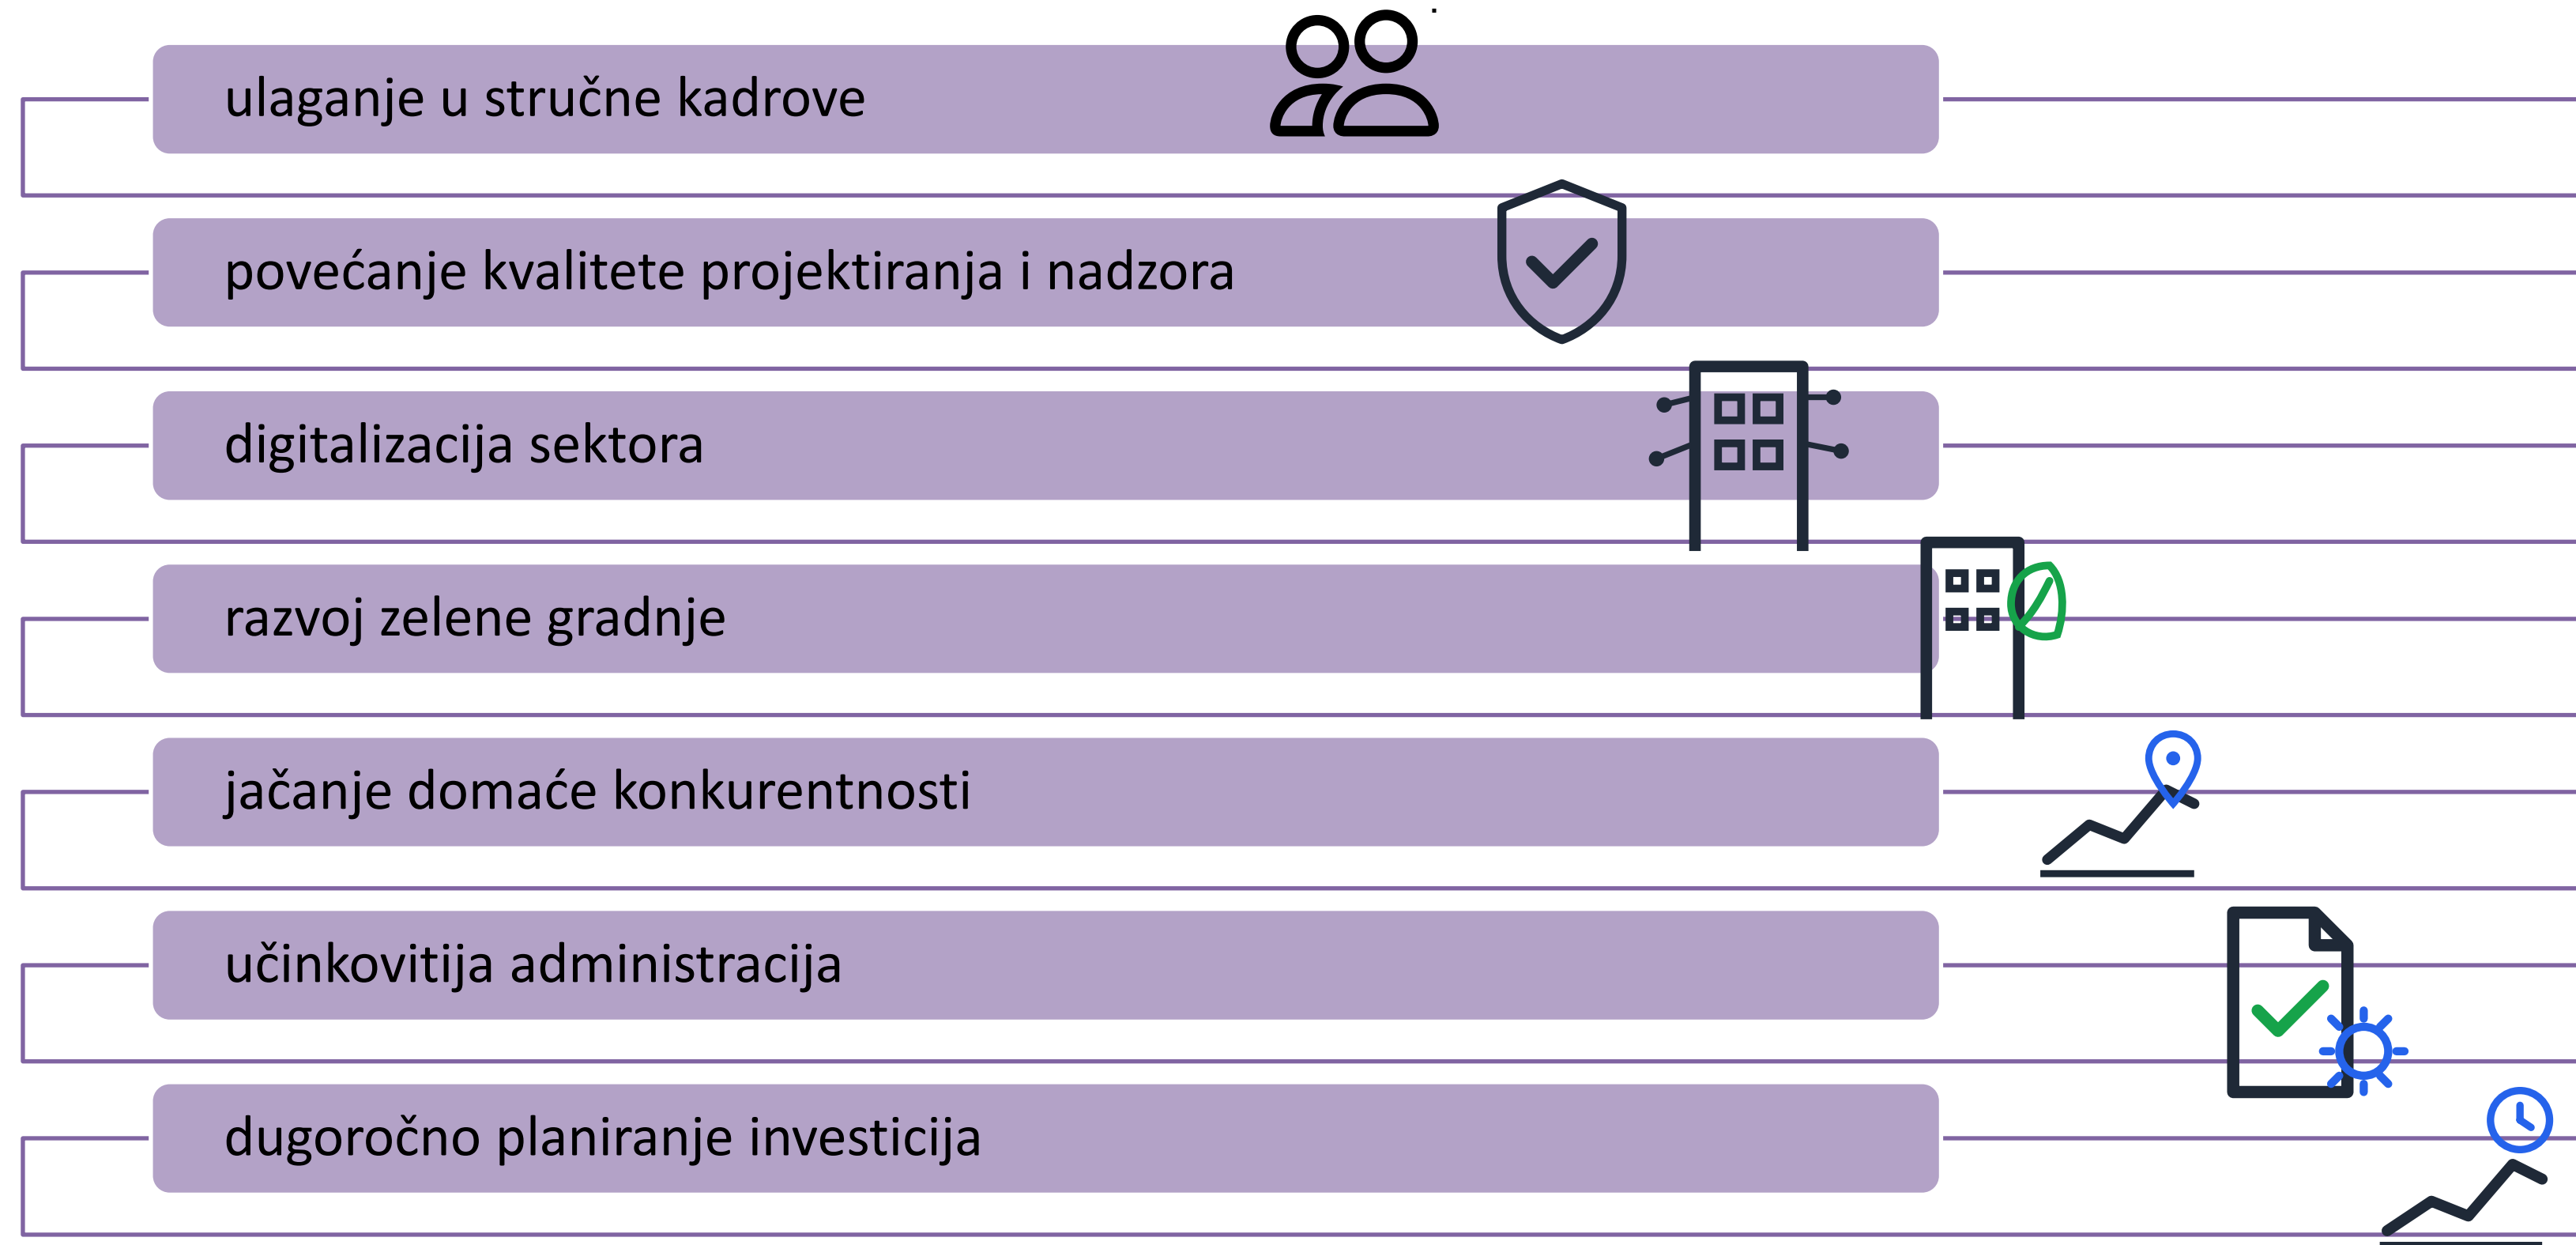 ulaganje u stručne kadrove
povećanje kvalitete projektiranja i nadzora
digitalizacija sektora
razvoj zelene gradnje
jačanje domaće konkurentnosti
učinkovitija administracija
dugoročno planiranje investicija